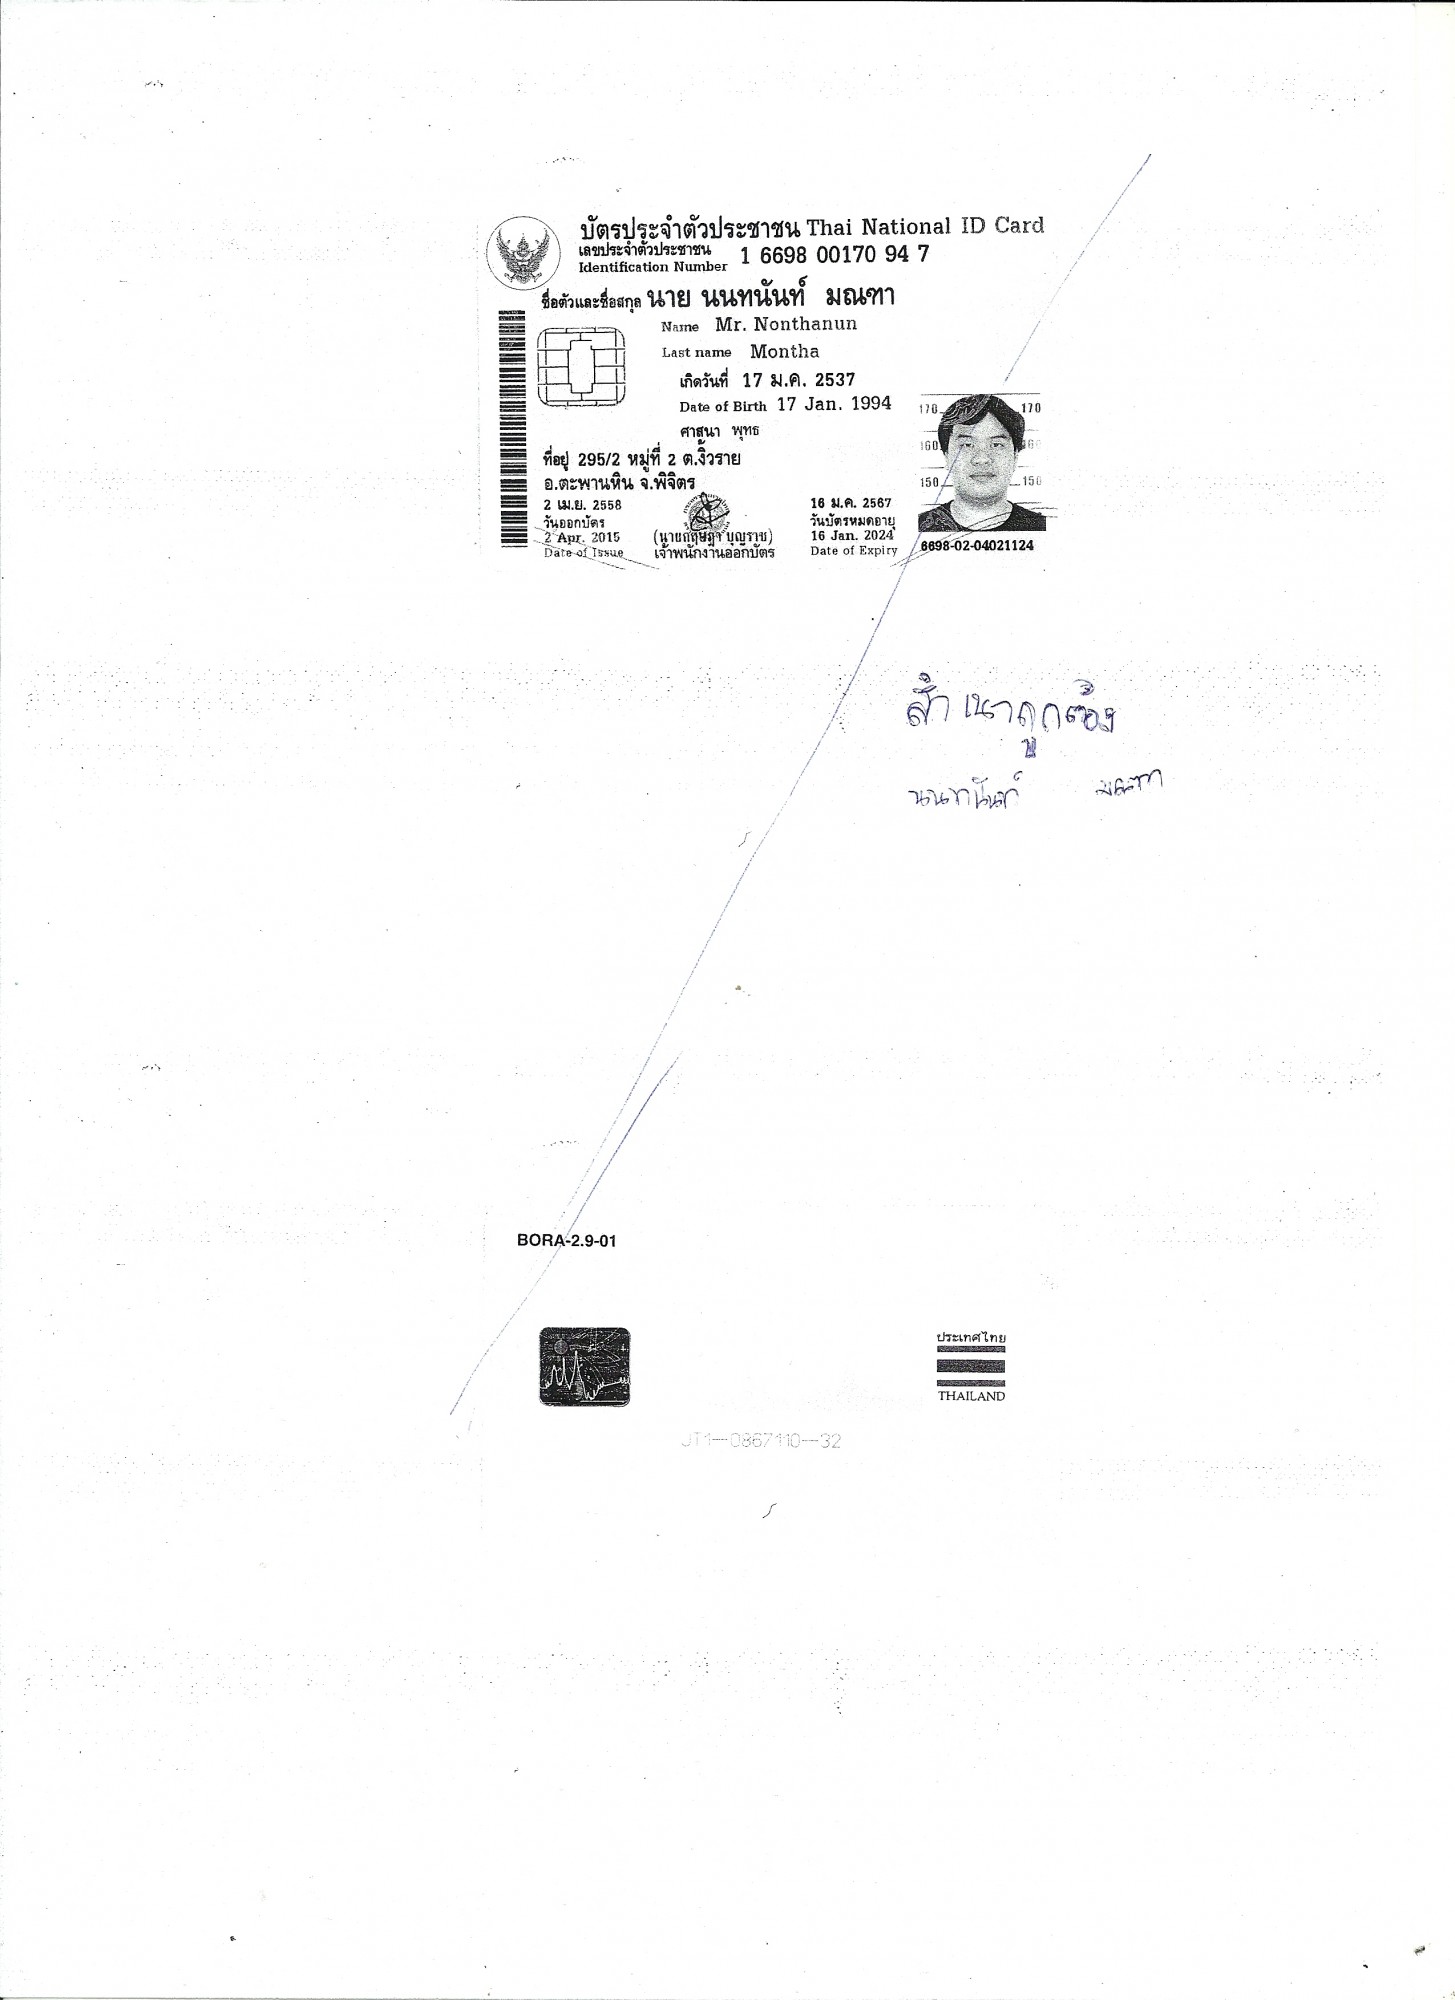 บัตรประจำตัวประชาชน Thai National ID Card
เลขประจำตัวประชาชน
Identification Number 1 6698 00170 94 7
ชื่อตัวและชื่อสกุล นาย นนทนันท์ มณฑา
Name Mr. Nonthanun
Last name Montha
เกิดวันที่ 17 ม.ค. 2537
Date of Birth 17 Jan. 1994
ศาสนา พุทธ
ที่อยู่ 295/2 หมู่ที่ 2 ต.งิ้วราย
อ.ตะพานหิน จ.พิจิตร
2 เม.ย. 2558
วันออกบัตร
2 Apr. 2015
Date of Issue
(นายกฤษฎา บุญราช)
เจ้าพนักงานออกบัตร
16 ม.ค. 2567
วันบัตรหมดอายุ
16 Jan. 2024
Date of Expiry
170 170
160 160
150 150
6698-02-04021124
สำเนาถูกต้อง
นนทนันท์ มณฑา
BORA-2.9-01
ประเทศไทย
THAILAND
JT1-0867110-32